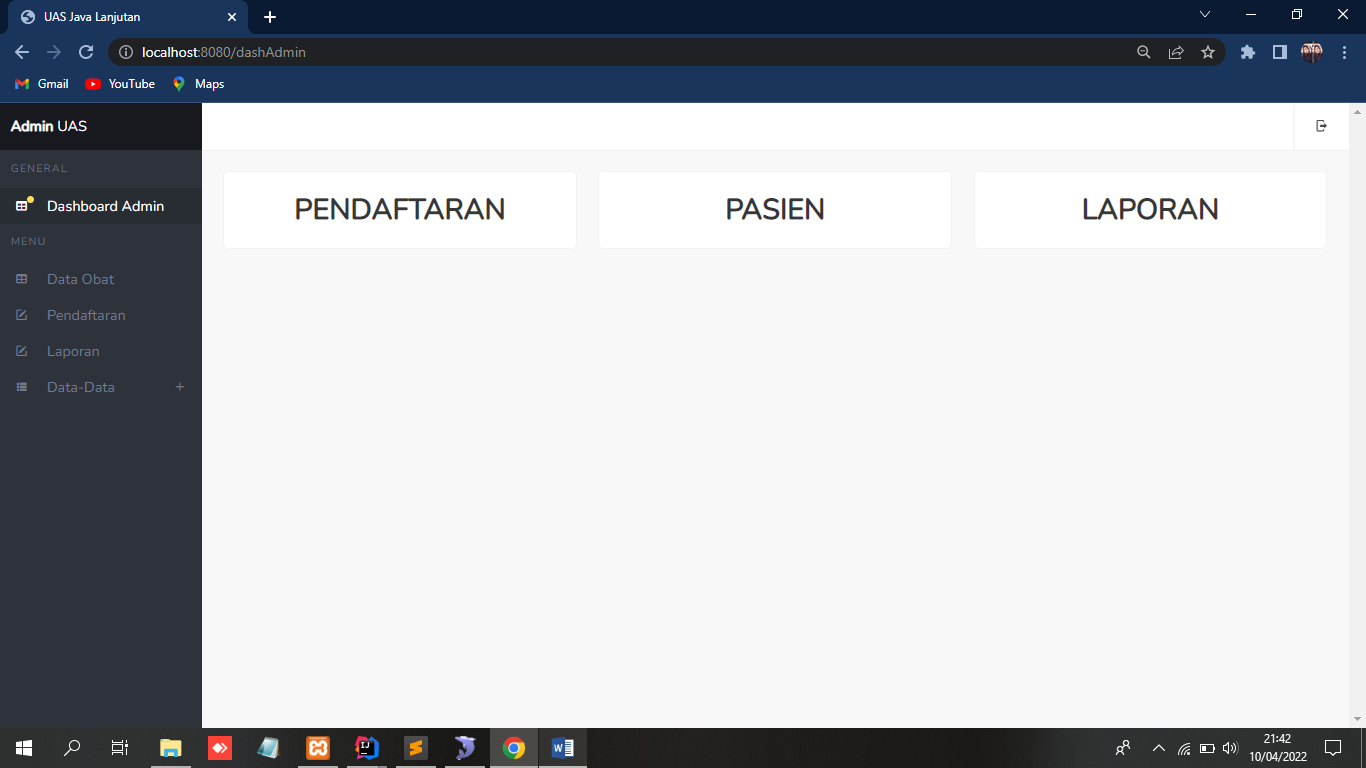 UAS Java Lanjutan
localhost:8080/dashAdmin
Gmail YouTube Maps
Admin UAS
GENERAL
Dashboard Admin
MENU
Data Obat
Pendaftaran
Laporan
Data-Data +
PENDAFTARAN PASIEN LAPORAN
21:42
10/04/2022